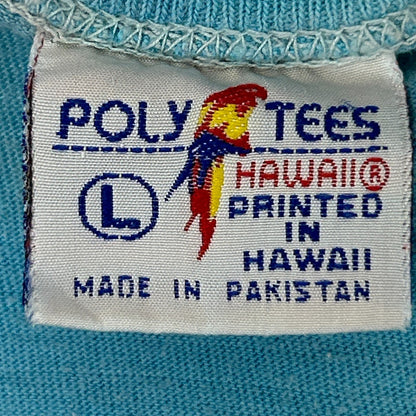 POLY TEES
HAWAII®
L
PRINTED
IN
HAWAII
MADE IN PAKISTAN